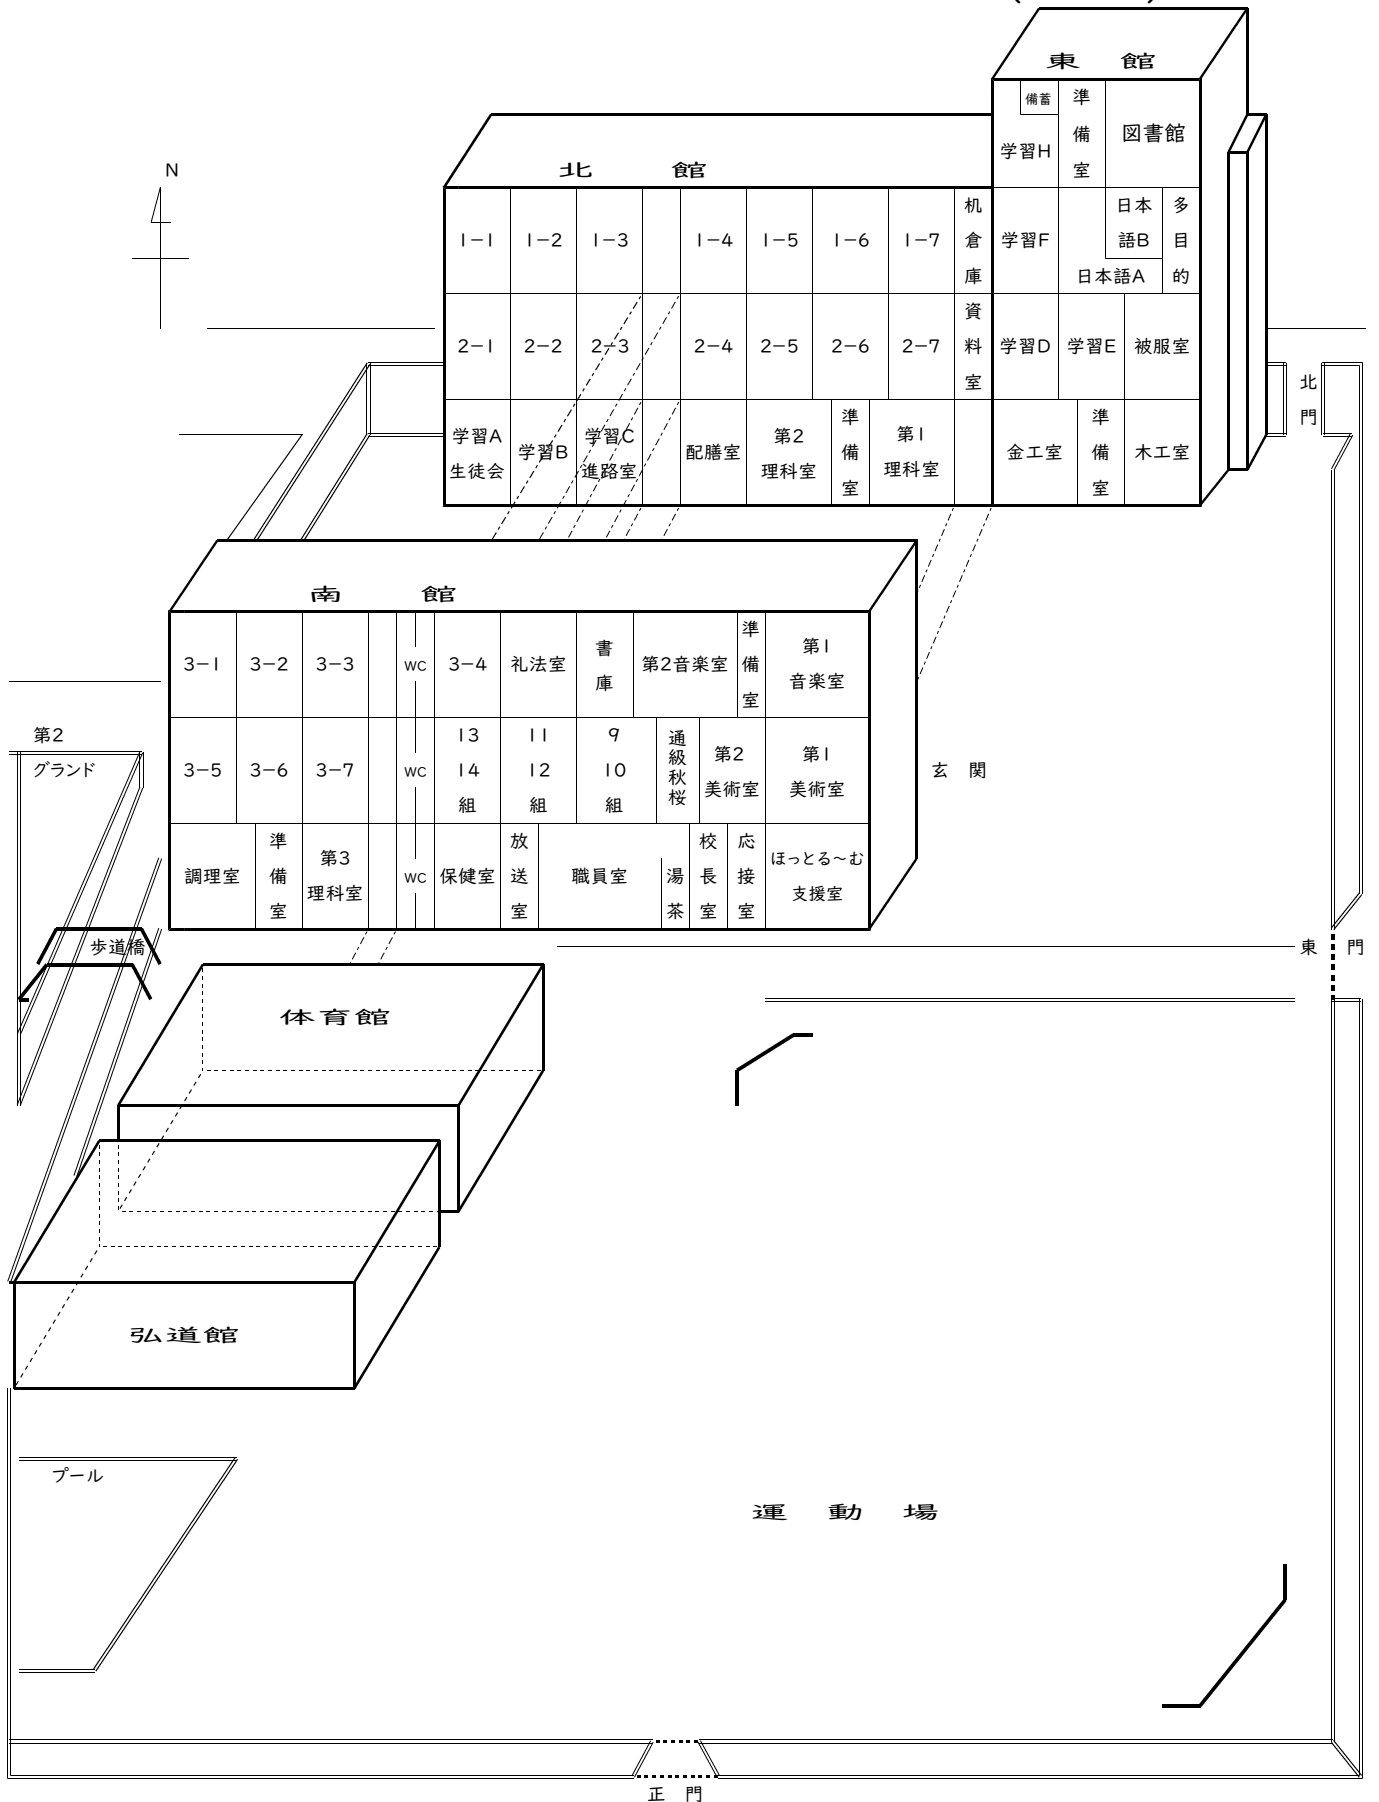 東 館
備蓄
準備室
図書館
学習H
N
北 館
1-1
1-2
1-3
1-4
1-5
1-6
1-7
机倉庫
学習F
日本語B
日本語A
多目的
2-1
2-2
2-3
2-4
2-5
2-6
2-7
資料室
学習D
学習E
被服室
北門
学習A
生徒会
学習B
学習C
進路室
配膳室
第2
理科室
準備室
第1
理科室
金工室
準備室
木工室
南 館
3-1
3-2
3-3
WC
3-4
礼法室
書庫
第2音楽室
準備室
第1
音楽室
3-5
3-6
3-7
WC
13
14
組
11
12
組
9
10
組
通級秋桜
第2
美術室
第1
美術室
玄 関
第2
グランド
調理室
準備室
第3
理科室
WC
保健室
放送室
職員室
湯茶
校長室
応接室
ほっとる~む
支援室
歩道橋
東 門
体育館
弘道館
プール
運 動 場
正 門